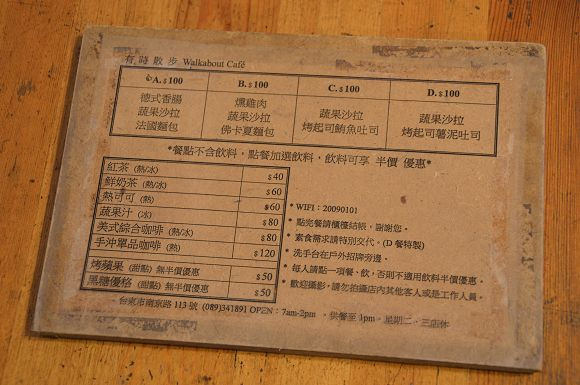 有時散步 Walkabout Café
A. $100
德式香腸
蔬果沙拉
法國麵包
B. $100
燻雞肉
蔬果沙拉
佛卡夏麵包
C. $100
蔬果沙拉
烤起司鮪魚吐司
D. $100
蔬果沙拉
烤起司薯泥吐司
*餐點不含飲料，點餐加選飲料，飲料可享 半價 優惠*
紅茶 (熱/冰) $40
鮮奶茶 (熱/冰) $60
熱可可 (熱) $60
蔬果汁 (冰) $80
美式綜合咖啡 (熱/冰) $80
手沖單品咖啡 (熱) $120
烤蘋果 (甜點) 無半價優惠 $50
黑糖優格 (甜點) 無半價優惠 $50
* WIFI：20090101
* 點完餐請櫃檯結帳，謝謝您。
* 素食需求請特別交代。(D 餐特製)
* 洗手台在戶外招牌旁邊。
* 每人請點一項餐、飲，否則不適用飲料半價優惠。
* 歡迎攝影，請勿拍攝店內其他客人或是工作人員。
台東市南京路 113 號 (089)341891 OPEN：7am-2pm ，供餐至 1pm。星期二、三店休